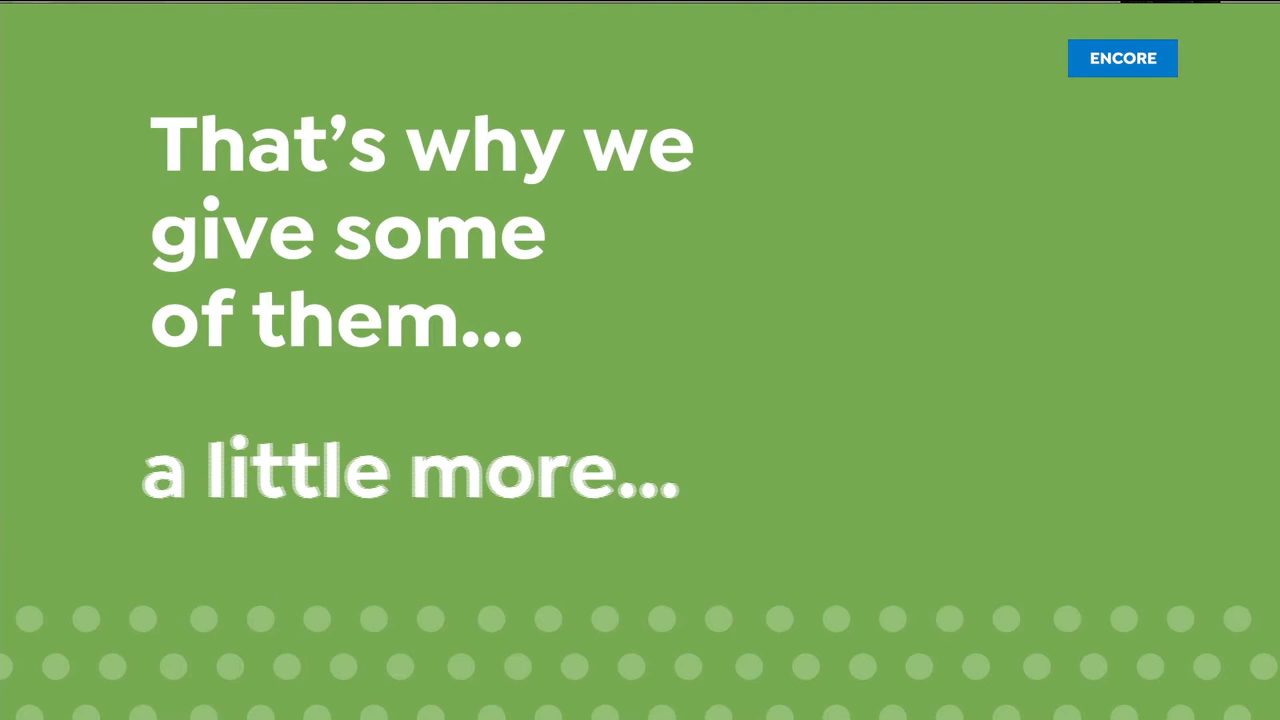 ENCORE
That’s why we
give some
of them...
a little more...